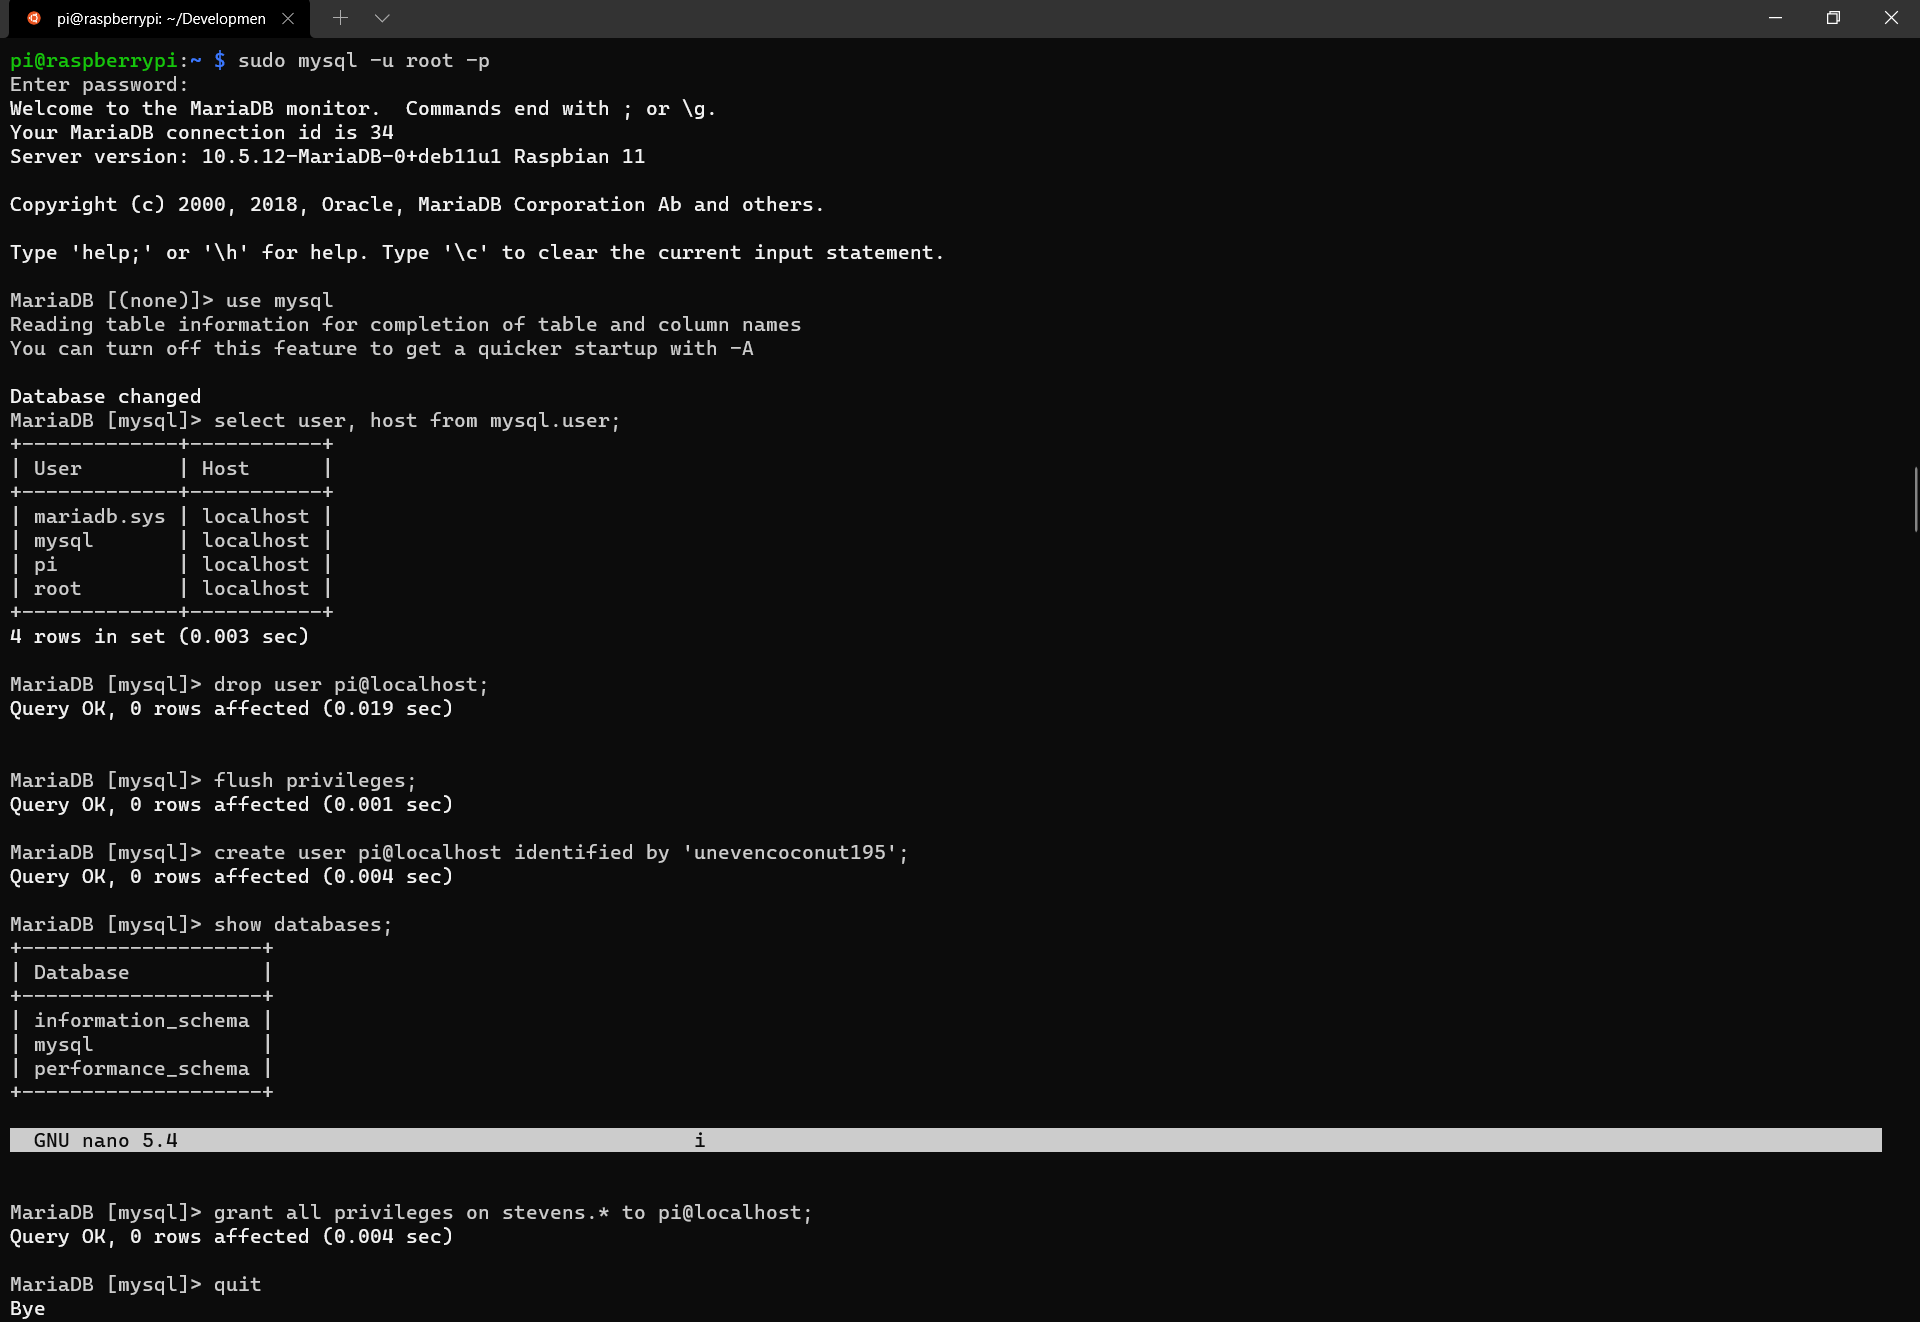 pi@raspberrypi: ~/Developmen
pi@raspberrypi:~ $ sudo mysql -u root -p
Enter password:
Welcome to the MariaDB monitor.  Commands end with ; or \g.
Your MariaDB connection id is 34
Server version: 10.5.12-MariaDB-0+deb11u1 Raspbian 11

Copyright (c) 2000, 2018, Oracle, MariaDB Corporation Ab and others.

Type 'help;' or '\h' for help. Type '\c' to clear the current input statement.

MariaDB [(none)]> use mysql
Reading table information for completion of table and column names
You can turn off this feature to get a quicker startup with -A

Database changed
MariaDB [mysql]> select user, host from mysql.user;
+-------------+-----------+
| User        | Host      |
+-------------+-----------+
| mariadb.sys | localhost |
| mysql       | localhost |
| pi          | localhost |
| root        | localhost |
+-------------+-----------+
4 rows in set (0.003 sec)

MariaDB [mysql]> drop user pi@localhost;
Query OK, 0 rows affected (0.019 sec)

MariaDB [mysql]> flush privileges;
Query OK, 0 rows affected (0.001 sec)

MariaDB [mysql]> create user pi@localhost identified by 'unevencoconut195';
Query OK, 0 rows affected (0.004 sec)

MariaDB [mysql]> show databases;
+--------------------+
| Database           |
+--------------------+
| information_schema |
| mysql              |
| performance_schema |
+--------------------+

GNU nano 5.4                                           i

MariaDB [mysql]> grant all privileges on stevens.* to pi@localhost;
Query OK, 0 rows affected (0.004 sec)

MariaDB [mysql]> quit
Bye